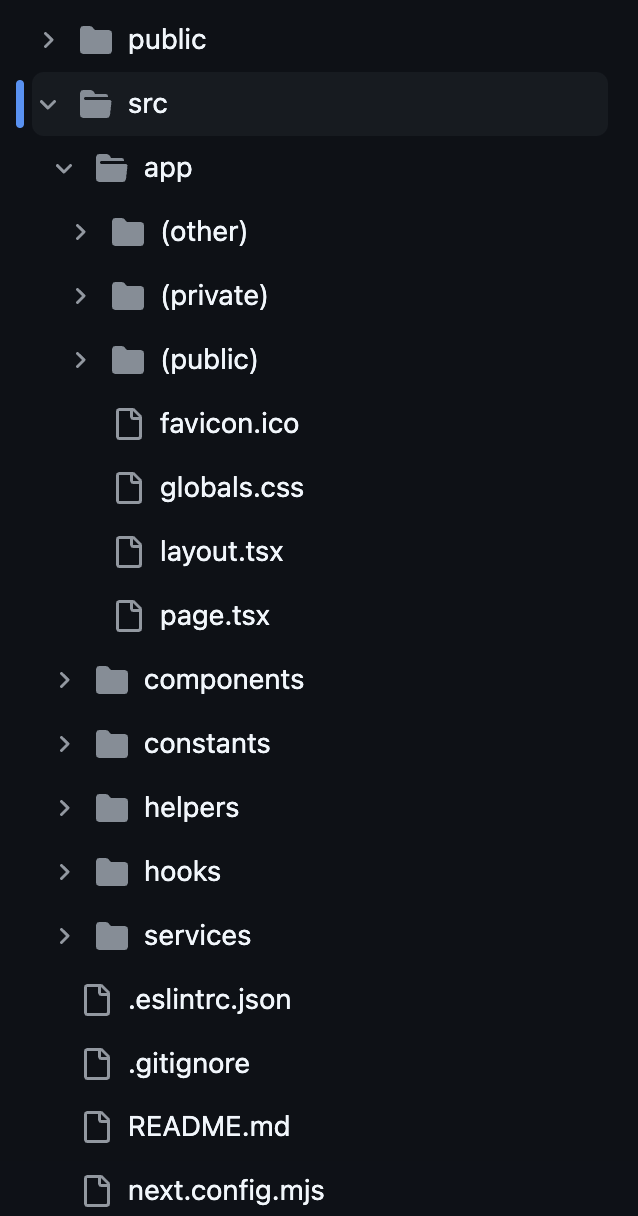 public
src
app
(other)
(private)
(public)
favicon.ico
globals.css
layout.tsx
page.tsx
components
constants
helpers
hooks
services
.eslintrc.json
.gitignore
README.md
next.config.mjs